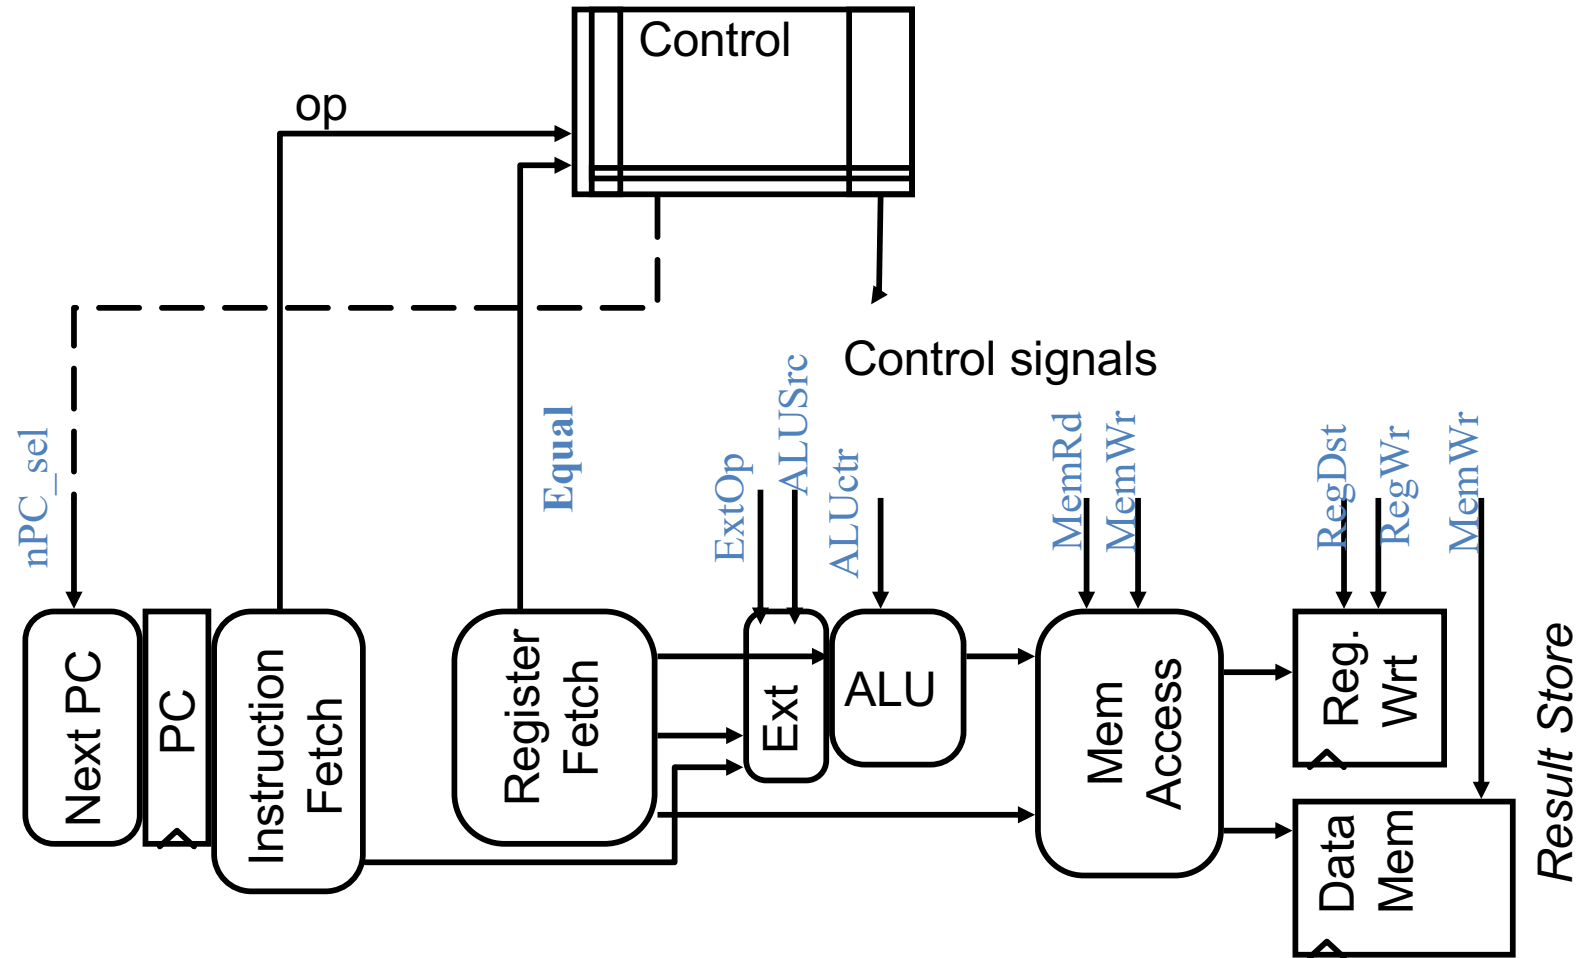 Control
op
Control signals
nPC_sel
Equal
ExtOp
ALUSrc
ALUctr
MemRd
MemWr
RegDst
RegWr
MemWr
Next PC
PC
Instruction
Fetch
Register
Fetch
Ext
ALU
Mem
Access
Reg.
Wrt
Data
Mem
Result Store